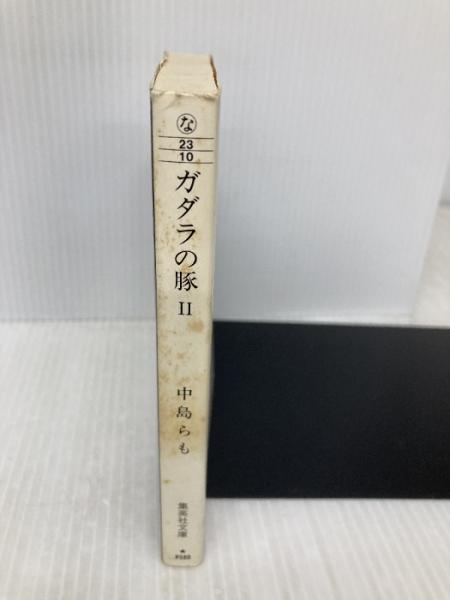 な
23
10
ガダラの豚 II
中島らも
集英社文庫